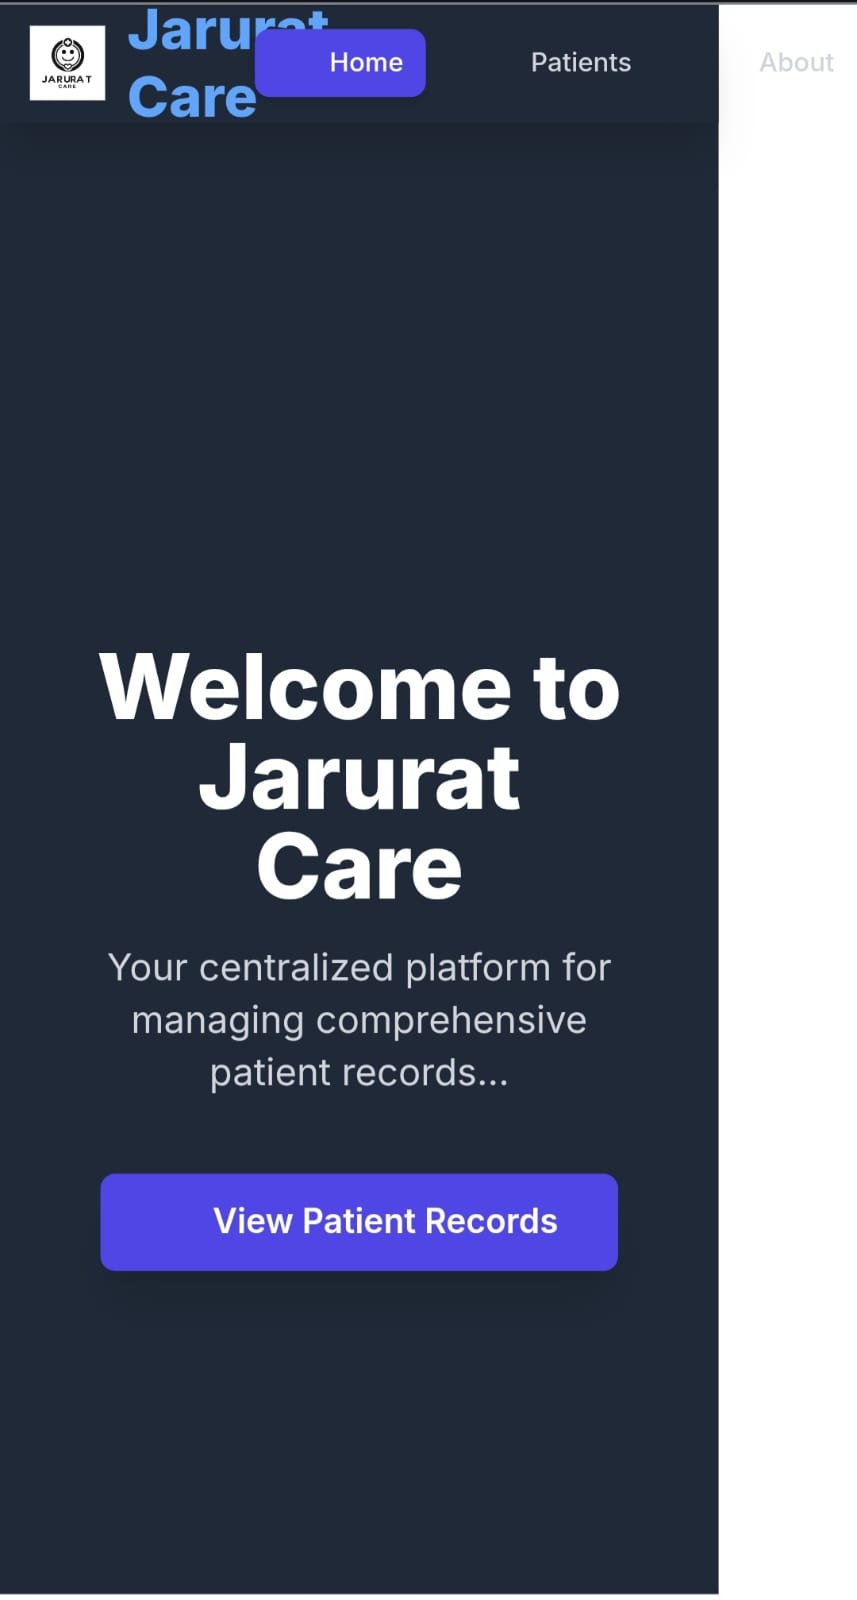 JARURAT
CARE
Jarurat
Care
Home
Patients
About
Welcome to
Jarurat
Care
Your centralized platform for
managing comprehensive
patient records...
View Patient Records